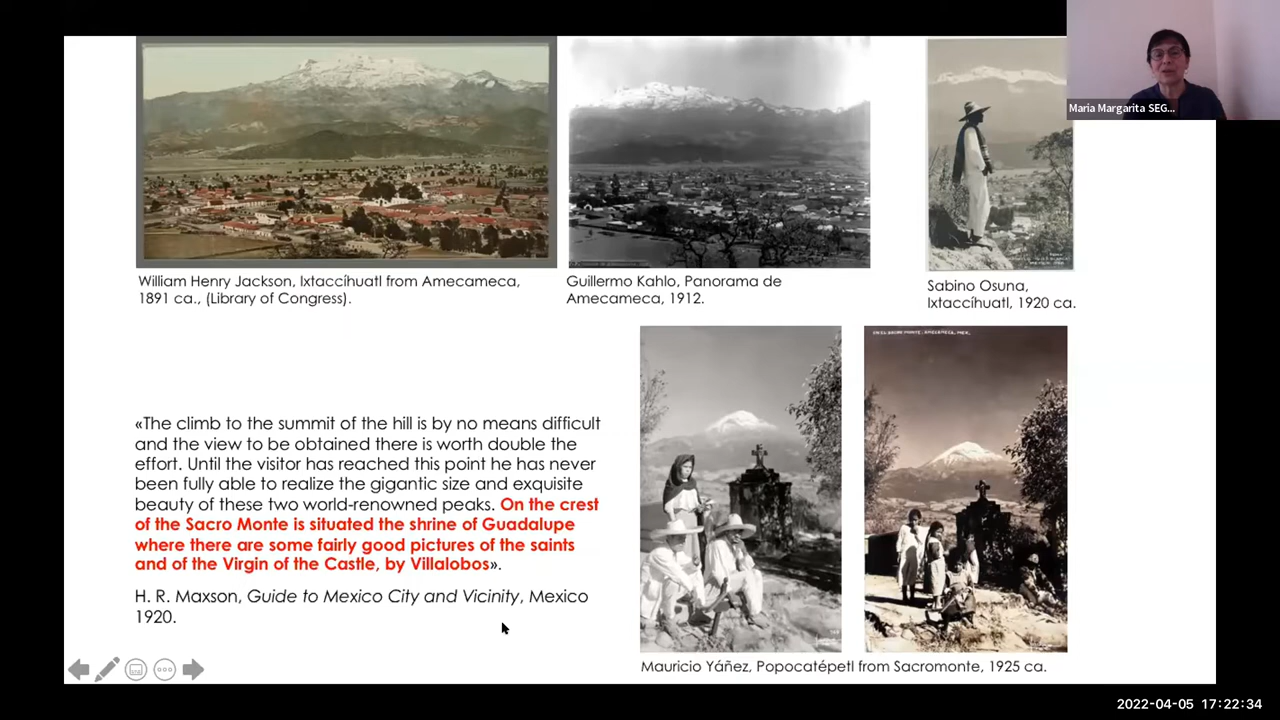 Maria Margarita SEG...
William Henry Jackson, Ixtaccíhuatl from Amecameca,
1891 ca., (Library of Congress).
Guillermo Kahlo, Panorama de
Amecameca, 1912.
Sabino Osuna,
Ixtaccíhuatl, 1920 ca.
«The climb to the summit of the hill is by no means difficult
and the view to be obtained there is worth double the
effort. Until the visitor has reached this point he has never
been fully able to realize the gigantic size and exquisite
beauty of these two world-renowned peaks. On the crest
of the Sacro Monte is situated the shrine of Guadalupe
where there are some fairly good pictures of the saints
and of the Virgin of the Castle, by Villalobos».
H. R. Maxson, Guide to Mexico City and Vicinity, Mexico
1920.
Mauricio Yáñez, Popocatépetl from Sacromonte, 1925 ca.
2022-04-05 17:22:34